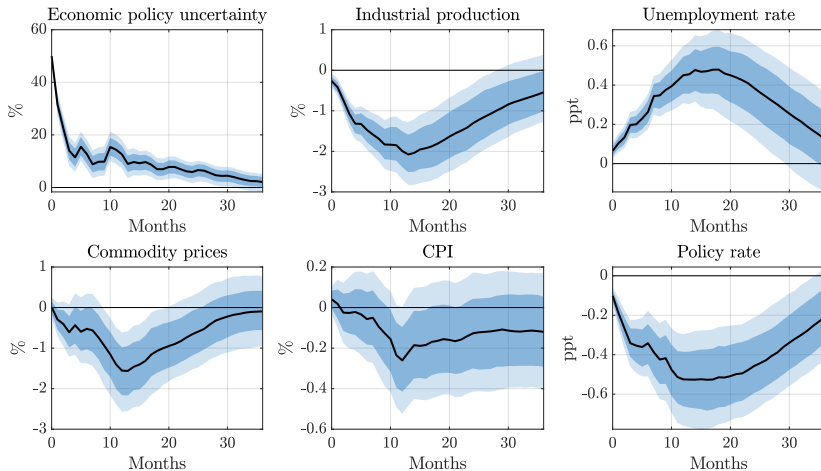 Economic policy uncertainty
60
40
20
0
%
0 10 20 30
Months
Industrial production
1
0
-1
-2
-3
%
0 10 20 30
Months
Unemployment rate
0.6
0.4
0.2
0
ppt
0 10 20 30
Months
Commodity prices
1
0
-1
-2
-3
%
0 10 20 30
Months
CPI
0.2
0
-0.2
-0.4
-0.6
%
0 10 20 30
Months
Policy rate
0
-0.2
-0.4
-0.6
ppt
0 10 20 30
Months